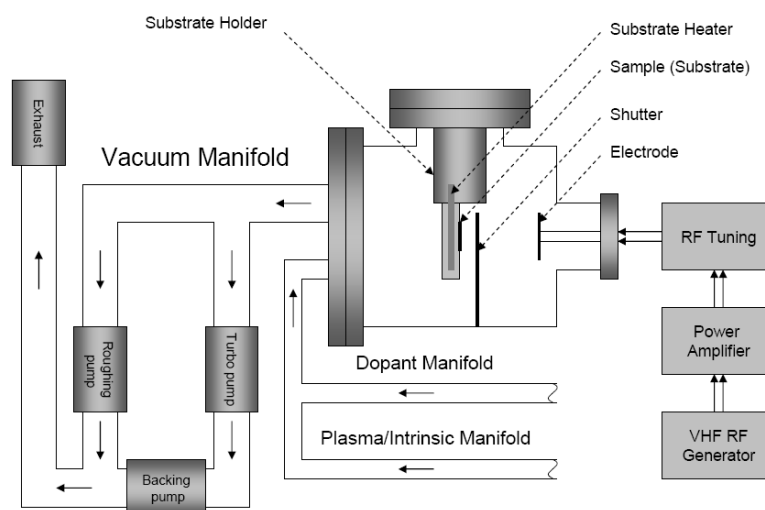 Substrate Holder
Substrate Heater
Sample (Substrate)
Shutter
Electrode
Exhaust
Vacuum Manifold
RF Tuning
Power
Amplifier
VHF RF
Generator
Roughing
pump
Turbo pump
Backing
pump
Dopant Manifold
Plasma/Intrinsic Manifold